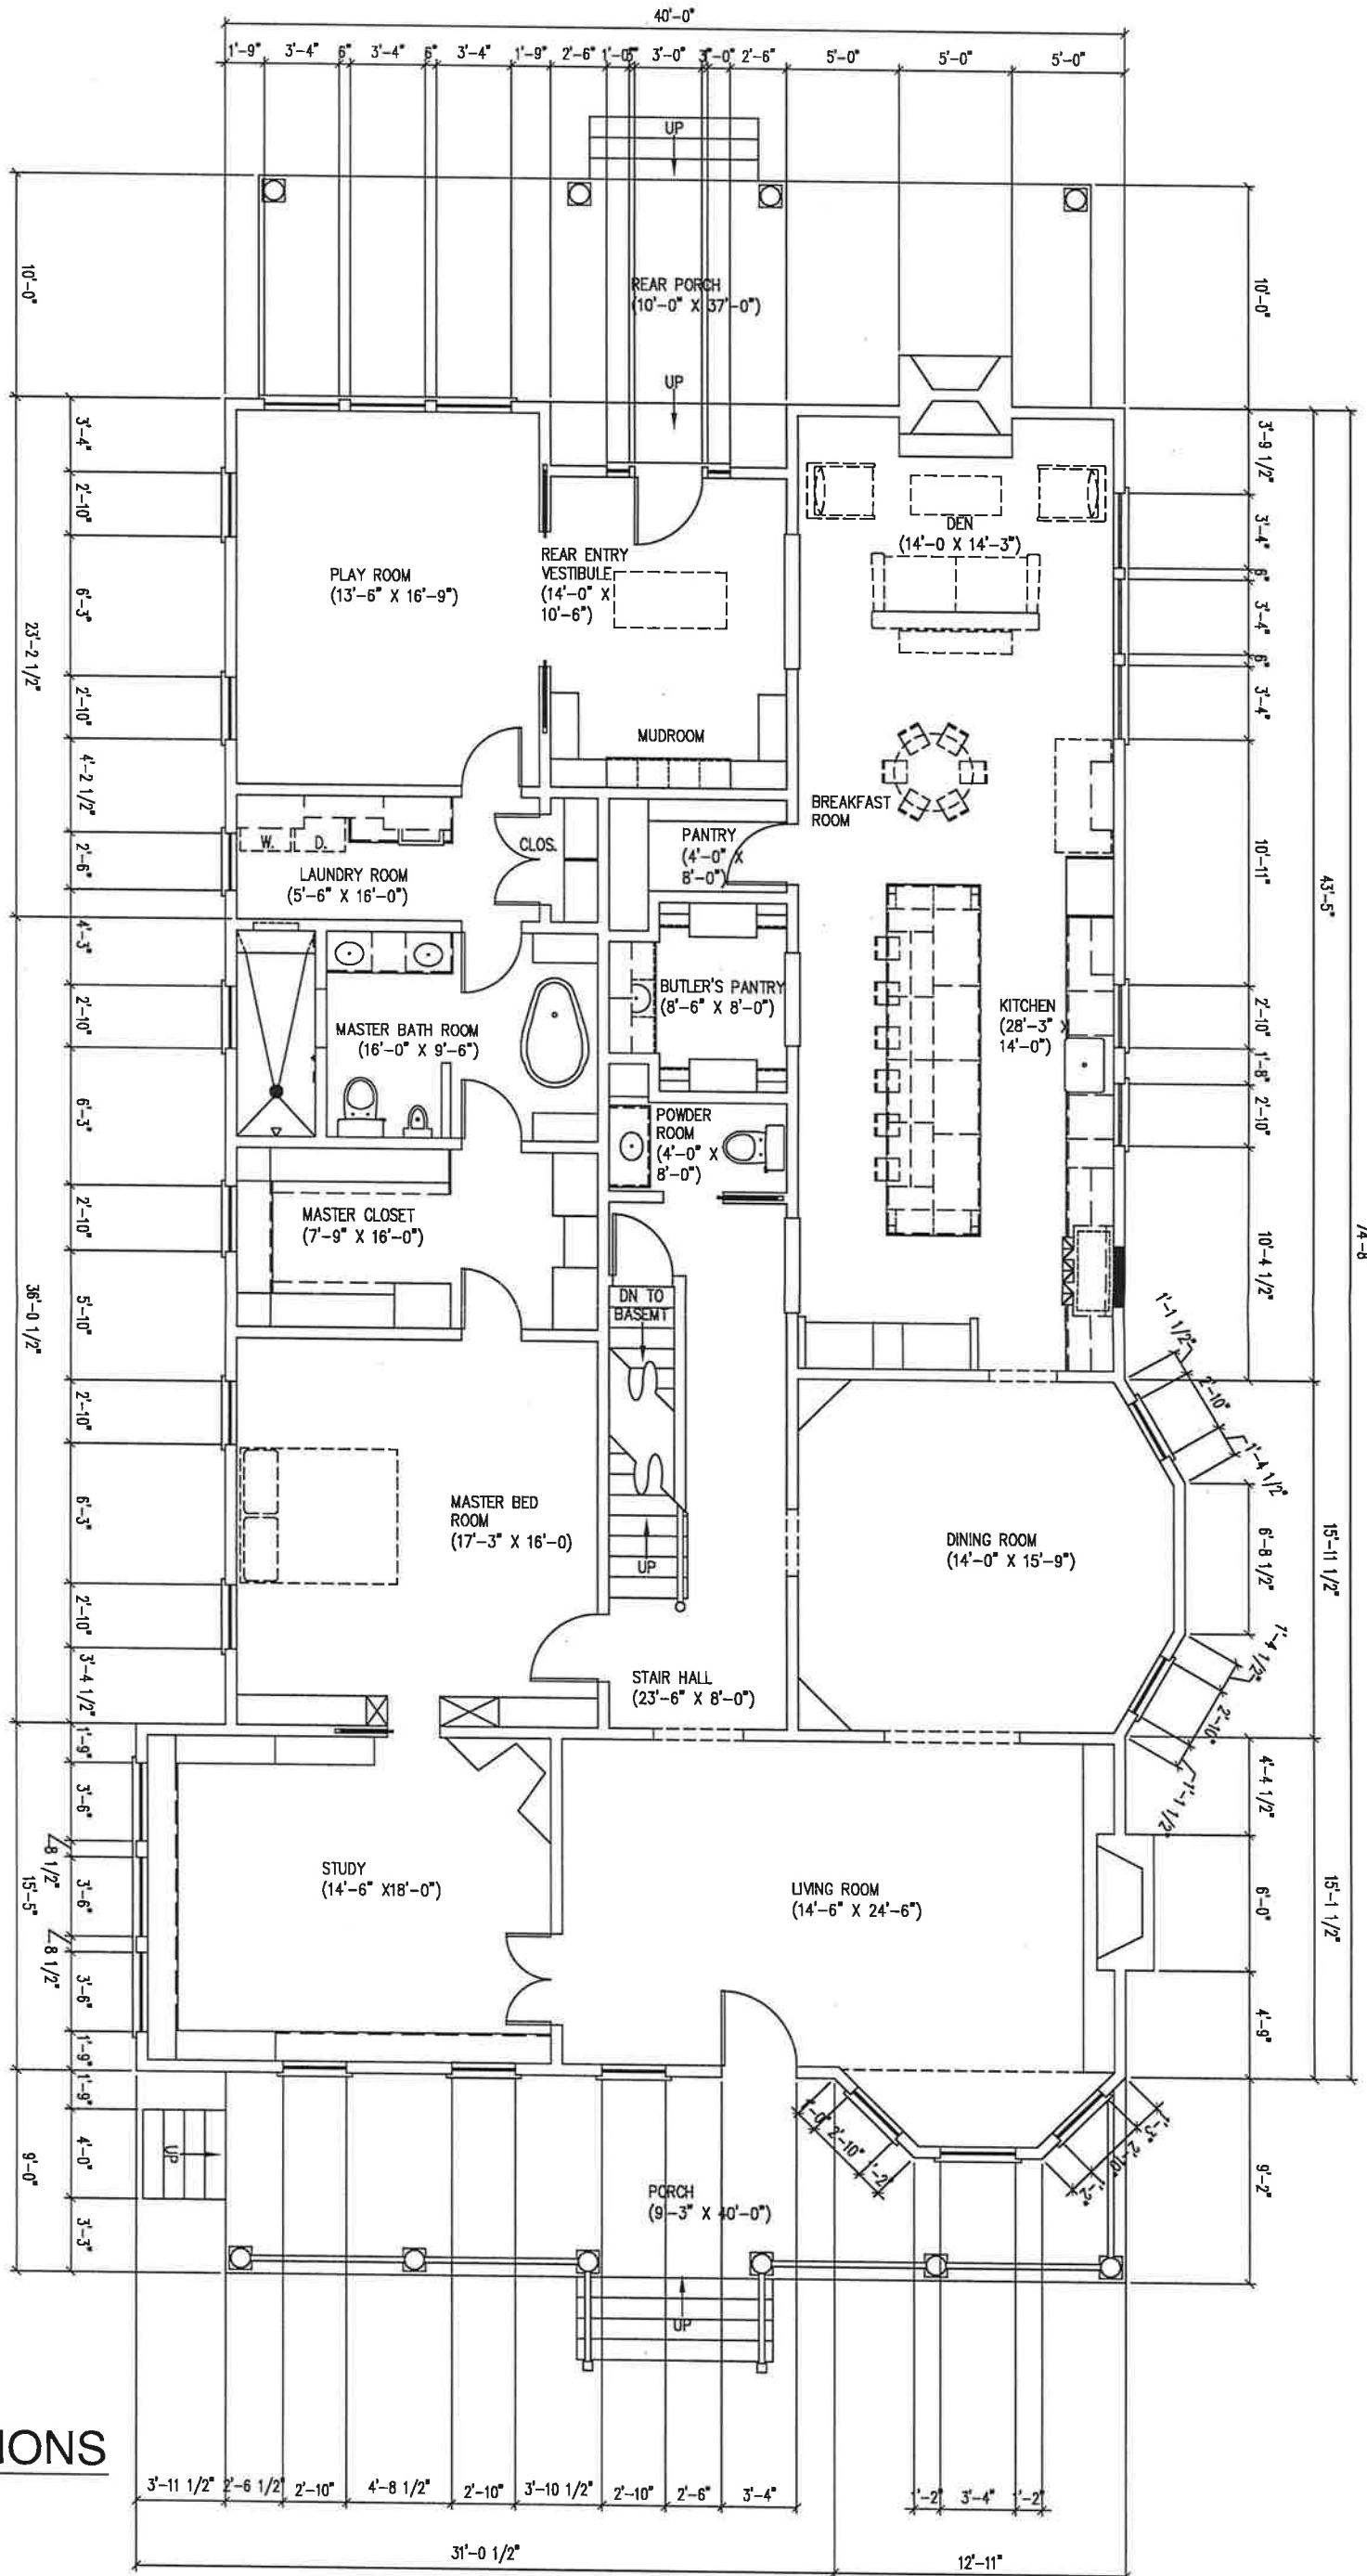 40'-0"
1'-9" 3'-4" 6" 3'-4" 6" 3'-4" 1'-9" 2'-6" 3'-0" 2'-6" 5'-0" 5'-0" 5'-0"
UP
10'-0"
10'-0"
REAR PORCH
(10'-0" X 37'-0")
UP
3'-4"
2'-10"
6'-3"
2'-10"
4'-2 1/2"
2'-6"
4'-3"
2'-10"
6'-3"
2'-10"
5'-10"
2'-10"
6'-3"
2'-10"
3'-4 1/2"
1'-9"
3'-6"
8 1/2"
3'-6"
8 1/2"
3'-6"
1'-9"
1'-9"
4'-0"
3'-3"
23'-2 1/2"
36'-0 1/2"
15'-5"
9'-0"
PLAY ROOM
(13'-6" X 16'-9")
REAR ENTRY
VESTIBULE
(14'-0" X
10'-6")
DEN
(14'-0 X 14'-3")
MUDROOM
BREAKFAST
ROOM
PANTRY
(4'-0" X
8'-0")
CLOS.
W. D.
LAUNDRY ROOM
(5'-6" X 16'-0")
BUTLER'S PANTRY
(8'-6" X 8'-0")
KITCHEN
(28'-3" X
14'-0")
MASTER BATH ROOM
(16'-0" X 9'-6")
POWDER
ROOM
(4'-0" X
8'-0")
MASTER CLOSET
(7'-9" X 16'-0")
DN TO
BASEMT
MASTER BED
ROOM
(17'-3" X 16'-0)
UP
DINING ROOM
(14'-0" X 15'-9")
STAIR HALL
(23'-6" X 8'-0")
STUDY
(14'-6" X18'-0")
LIVING ROOM
(14'-6" X 24'-6")
UP
PORCH
(9'-3" X 40'-0")
UP
3'-9 1/2"
3'-4"
6"
3'-4"
6"
3'-4"
10'-11"
2'-10"
1'-8"
2'-10"
10'-4 1/2"
1'-1 1/2"
2'-10"
1'-4 1/2"
6'-8 1/2"
1'-4 1/2"
2'-10"
1'-1 1/2"
4'-4 1/2"
6'-0"
4'-9"
9'-2"
43'-5"
15'-11 1/2"
15'-1 1/2"
1'-0" 2'-10" 1'-2"
1'-3"
2'-10"
1'-2"
3'-11 1/2" 2'-6 1/2" 2'-10" 4'-8 1/2" 2'-10" 3'-10 1/2" 2'-10" 2'-6" 3'-4" 1'-2" 3'-4" 1'-2"
31'-0 1/2" 12'-11"